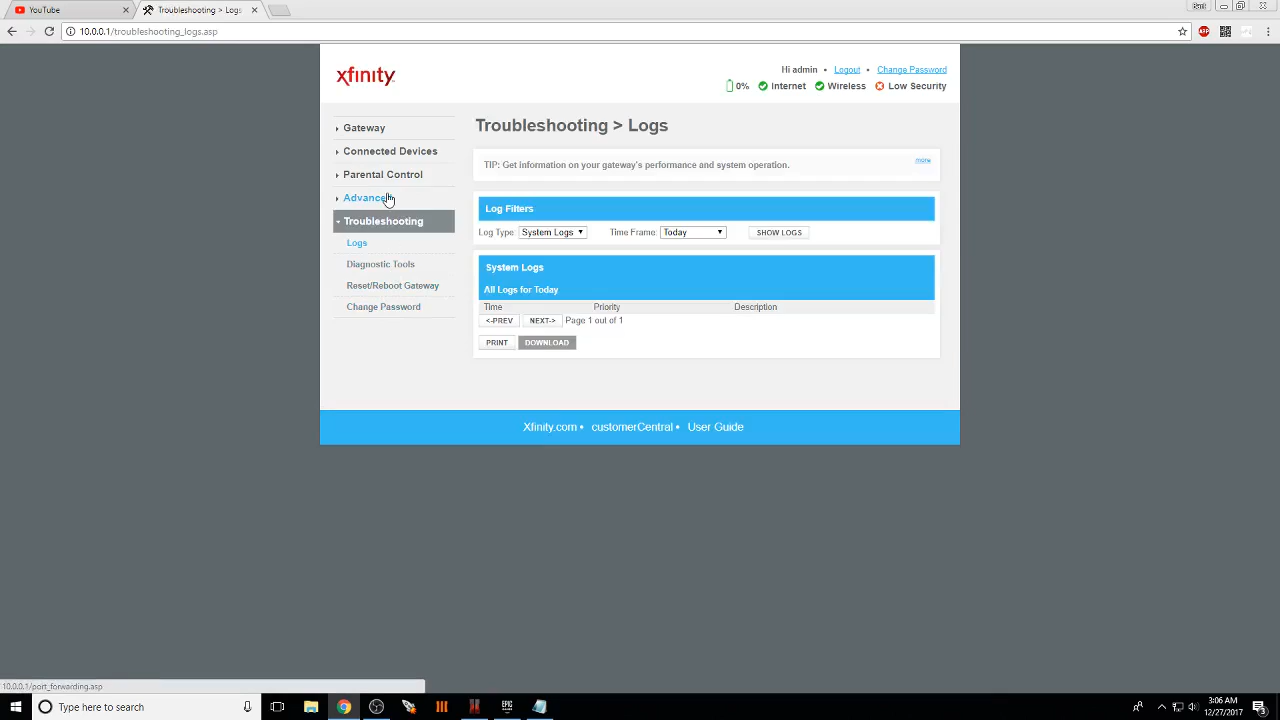 YouTube
Troubleshooting > Logs
10.0.0.1/troubleshooting_logs.asp
xfinity
Hi admin • Logout • Change Password
0% Internet Wireless Low Security
Gateway
Connected Devices
Parental Control
Advance
Troubleshooting
Logs
Diagnostic Tools
Reset/Reboot Gateway
Change Password
Troubleshooting > Logs
TIP: Get information on your gateway's performance and system operation.
more
Log Filters
Log Type: System Logs Time Frame: Today SHOW LOGS
System Logs
All Logs for Today
Time Priority Description
<-PREV NEXT-> Page 1 out of 1
PRINT DOWNLOAD
Xfinity.com • customerCentral • User Guide
10.0.0.1/port_forwarding.asp
Type here to search
EPIC
3:06 AM
12/27/2017